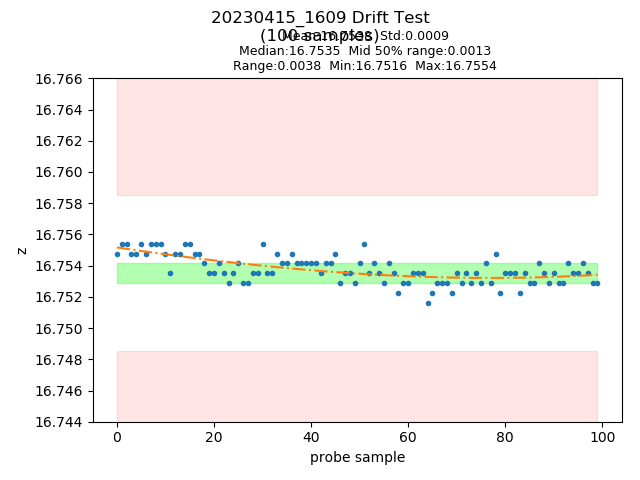 20230415_1609 Drift Test
(100 samples)
Std:0.0009
Median:16.7535 Mid 50% range:0.0013
Range:0.0038 Min:16.7516 Max:16.7554
16.766
16.764
16.762
16.760
16.758
16.756
16.754
16.752
16.750
16.748
16.746
16.744
z
0
20
40
60
80
100
probe sample